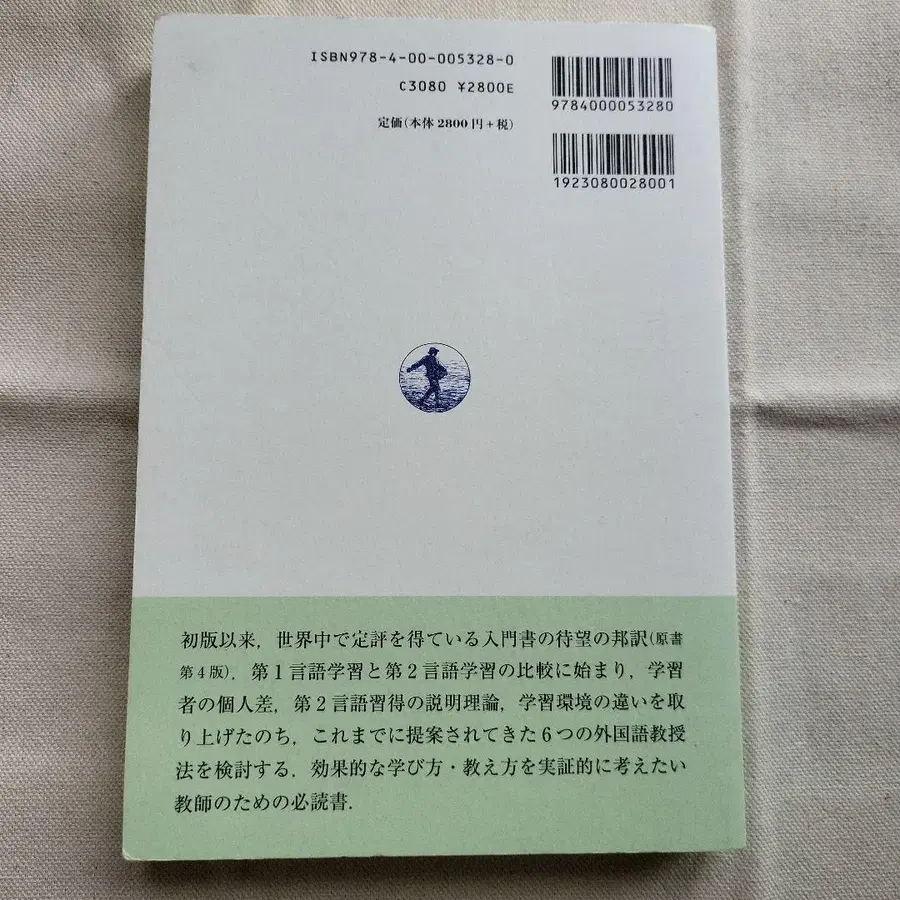 ISBN978-4-00-005328-0
C3080 ¥2800E
定価(本体 2800 円+税)
9784000053280
1923080028001
初版以来，世界中で定評を得ている入門書の待望の邦訳(原書
第4版)．第1言語学習と第2言語学習の比較に始まり，学習
者の個人差，第2言語習得の説明理論，学習環境の違いを取
り上げたのち，これまでに提案されてきた6つの外国語教授
法を検討する．効果的な学び方・教え方を実証的に考えたい
教師のための必読書．